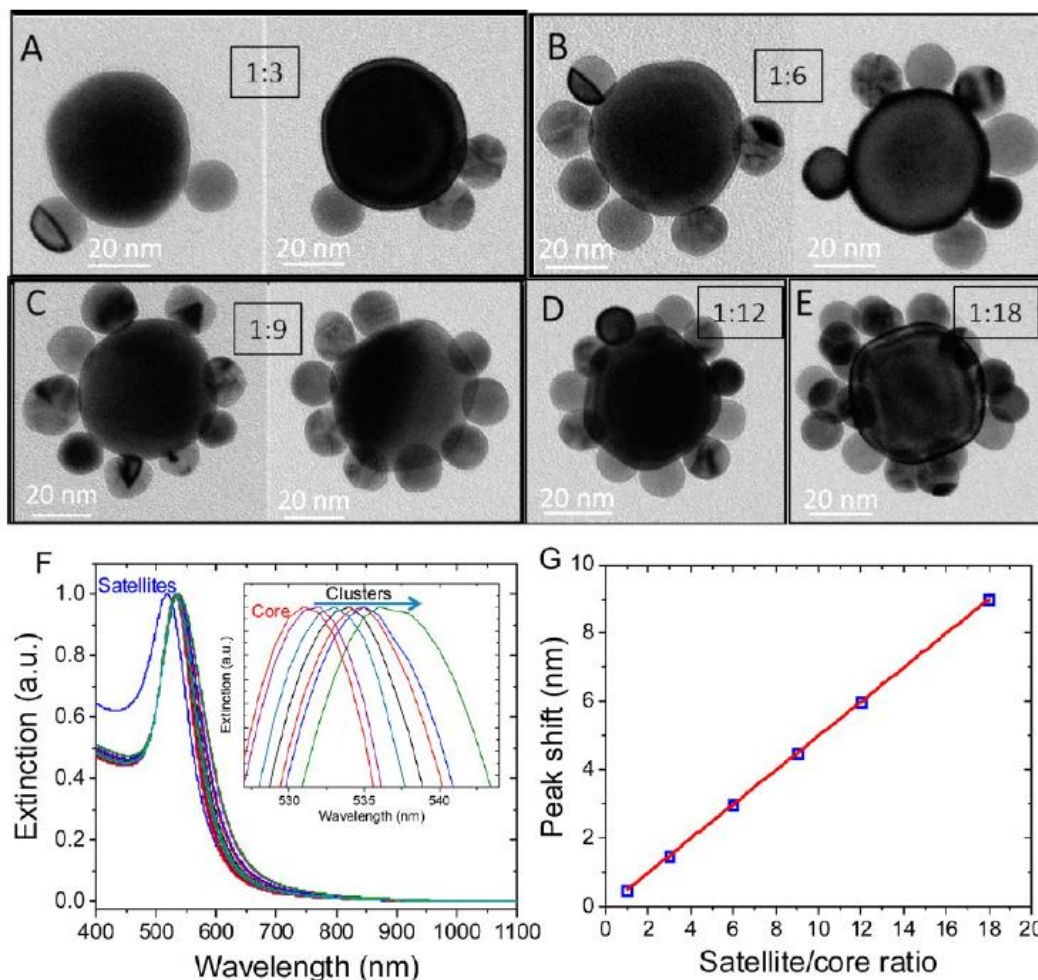 A
1:3
20 nm
20 nm
B
1:6
20 nm
20 nm
C
1:9
20 nm
20 nm
D
1:12
20 nm
E
1:18
20 nm
F
Satellites
Core
Clusters
Extinction (a.u.)
530 535 540
Wavelength (nm)
Extinction (a.u.)
1.0
0.8
0.6
0.4
0.2
0.0
400 500 600 700 800 900 1000 1100
Wavelength (nm)
G
Peak shift (nm)
10
8
6
4
2
0
0 2 4 6 8 10 12 14 16 18 20
Satellite/core ratio